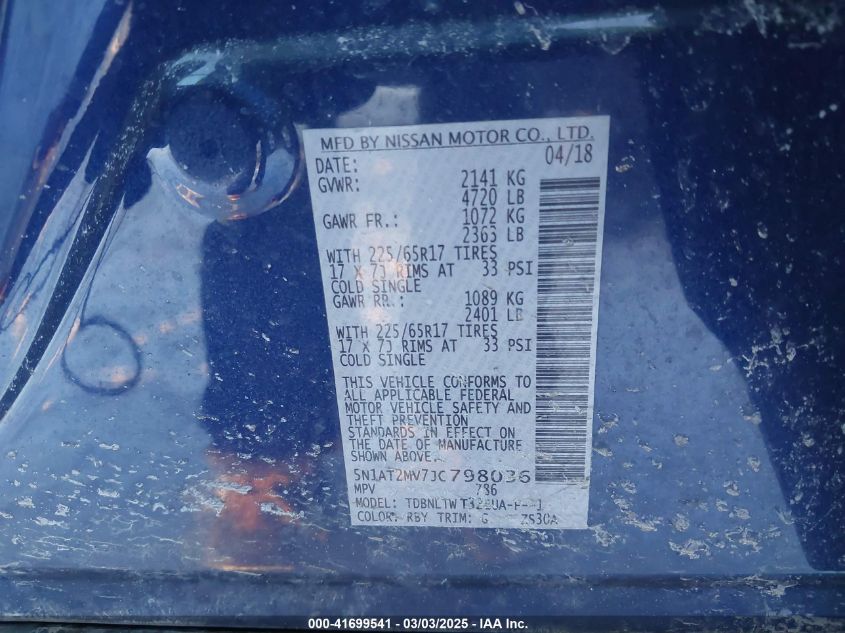 MFD BY NISSAN MOTOR CO., LTD.
DATE: 04/18
GVWR: 2141 KG
4720 LB
GAWR FR.: 1072 KG
2363 LB
WITH 225/65R17 TIRES
17 X 7J RIMS AT 33 PSI
COLD SINGLE
GAWR RR.: 1089 KG
2401 LB
WITH 225/65R17 TIRES
17 X 7J RIMS AT 33 PSI
COLD SINGLE
THIS VEHICLE CONFORMS TO
ALL APPLICABLE FEDERAL
MOTOR VEHICLE SAFETY AND
THEFT PREVENTION
STANDARDS IN EFFECT ON
THE DATE OF MANUFACTURE
SHOWN ABOVE.
5N1AT2MV7JC798036
MPV 786
MODEL:
COLOR: RBY TRIM: G
000-41699541 / 03/03/2025 / IAA Inc.